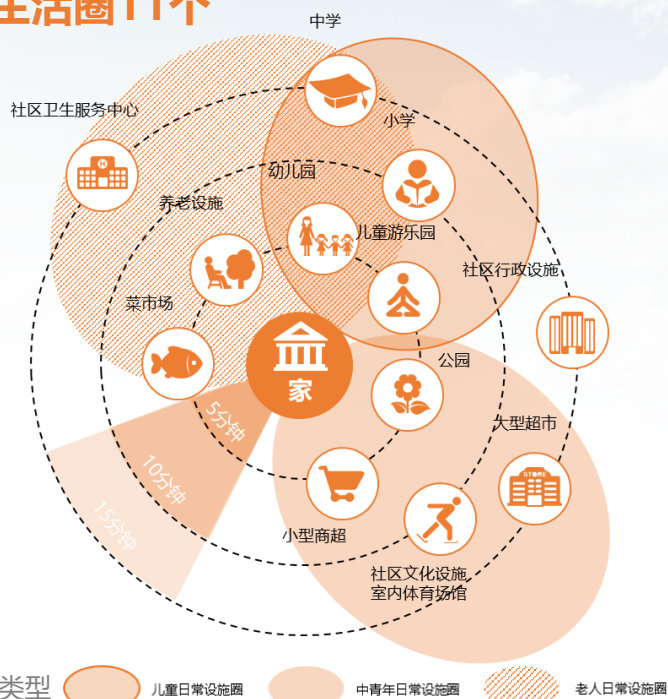 生活圈11个
中学
社区卫生服务中心
小学
幼儿园
养老设施
儿童游乐园
社区行政设施
菜市场
公园
家
5分钟
大型超市
STORE
10分钟
15分钟
小型商超
社区文化设施
室内体育场馆
类型
儿童日常设施圈
中青年日常设施圈
老人日常设施圈